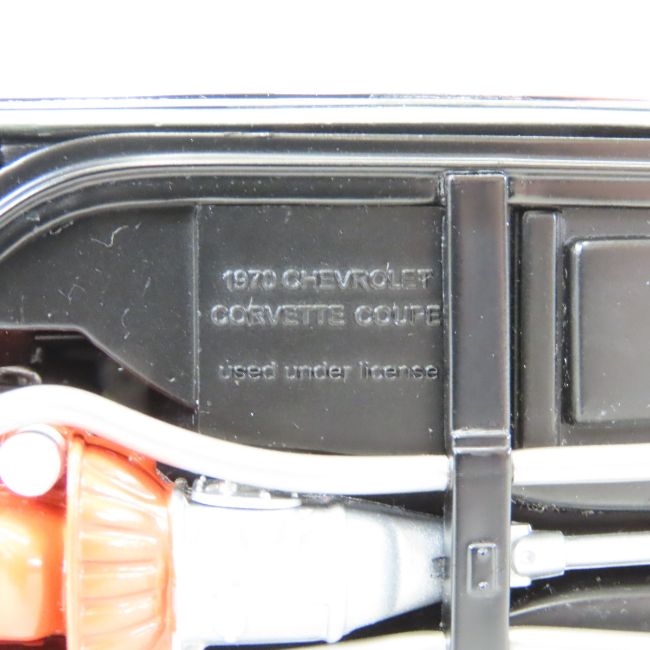 1970 CHEVROLET
CORVETTE COUPE
used under license